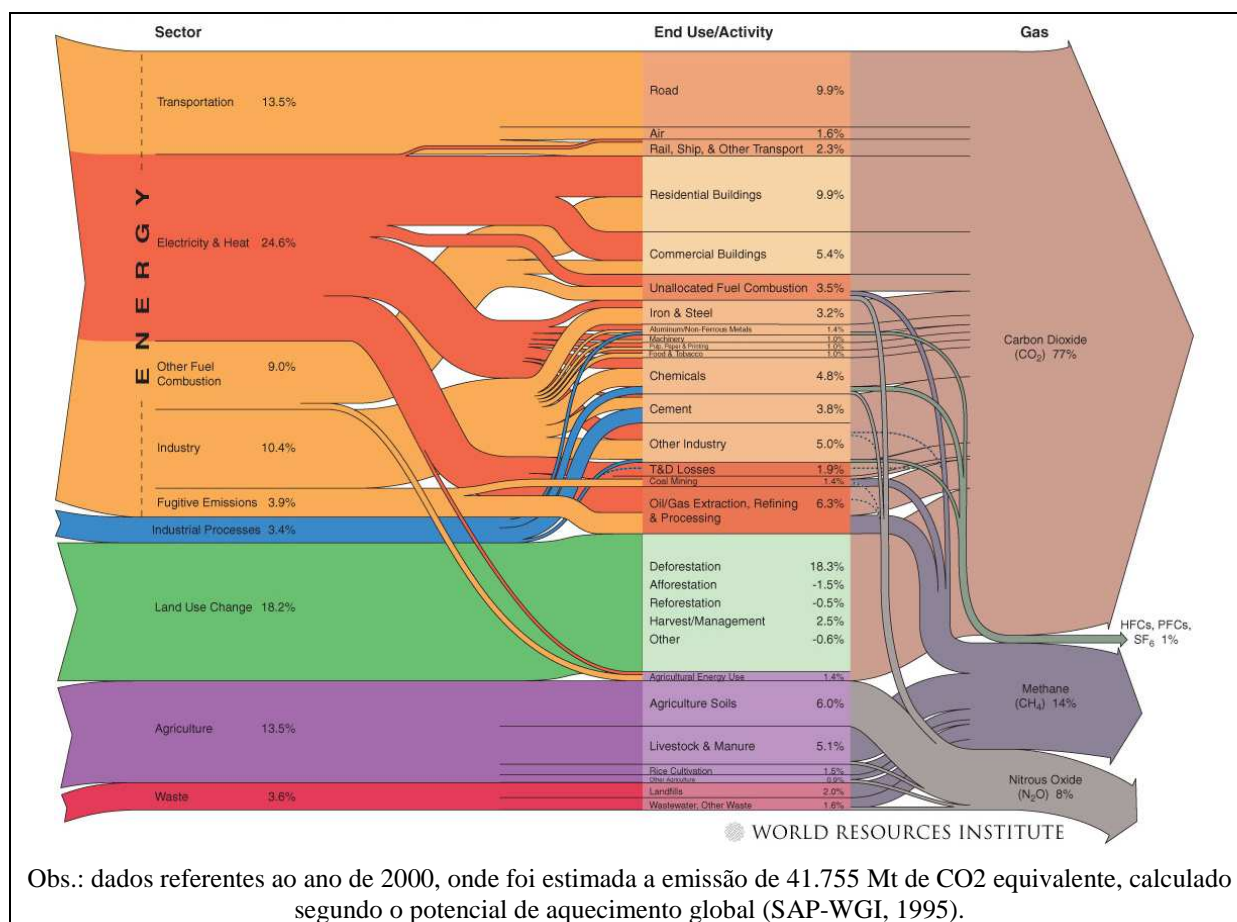 Sector End Use/Activity Gas
ENERGY
Transportation 13.5%
Electricity & Heat 24.6%
Other Fuel
Combustion 9.0%
Industry 10.4%
Fugitive Emissions 3.9%
Industrial Processes 3.4%
Land Use Change 18.2%
Agriculture 13.5%
Waste 3.6%
Road 9.9%
Air 1.6%
Rail, Ship, & Other Transport 2.3%
Residential Buildings 9.9%
Commercial Buildings 5.4%
Unallocated Fuel Combustion 3.5%
Iron & Steel 3.2%
Aluminum/Non-Ferrous Metals 1.4%
Machinery 1.0%
Pulp, Paper & Printing 1.0%
Food & Tobacco 1.0%
Chemicals 4.8%
Cement 3.8%
Other Industry 5.0%
T&D Losses 1.9%
Coal Mining 1.4%
Oil/Gas Extraction, Refining
& Processing 6.3%
Deforestation 18.3%
Afforestation -1.5%
Reforestation -0.5%
Harvest/Management 2.5%
Other -0.6%
Agricultural Energy Use 1.4%
Agriculture Soils 6.0%
Livestock & Manure 5.1%
Rice Cultivation 1.5%
Other Agriculture 0.9%
Landfills 2.0%
Wastewater, Other Waste 1.6%
Carbon Dioxide
(CO2) 77%
HFCs, PFCs,
SF6 1%
Methane
(CH4) 14%
Nitrous Oxide
(N2O) 8%
WORLD RESOURCES INSTITUTE
Obs.: dados referentes ao ano de 2000, onde foi estimada a emissão de 41.755 Mt de CO2 equivalente, calculado
segundo o potencial de aquecimento global (SAP-WGI, 1995).